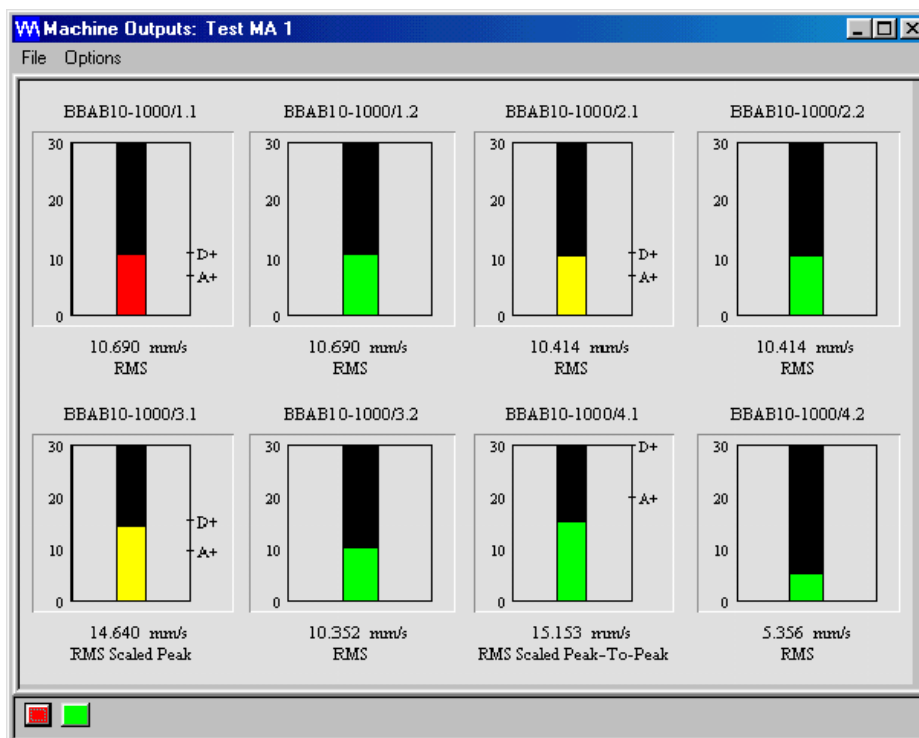 Machine Outputs: Test MA 1
File Options
BBAB10-1000/1.1 BBAB10-1000/1.2 BBAB10-1000/2.1 BBAB10-1000/2.2
30 30 30 30
20 20 20 20
D+ D+
10 10 10 10
A+ A+
0 0 0 0
10.690 mm/s 10.690 mm/s 10.414 mm/s 10.414 mm/s
RMS RMS RMS RMS
BBAB10-1000/3.1 BBAB10-1000/3.2 BBAB10-1000/4.1 BBAB10-1000/4.2
30 30 30 D+ 30
20 20 20 A+ 20
D+
10 A+ 10 10 10
0 0 0 0
14.640 mm/s 10.352 mm/s 15.153 mm/s 5.356 mm/s
RMS Scaled Peak RMS RMS Scaled Peak-To-Peak RMS